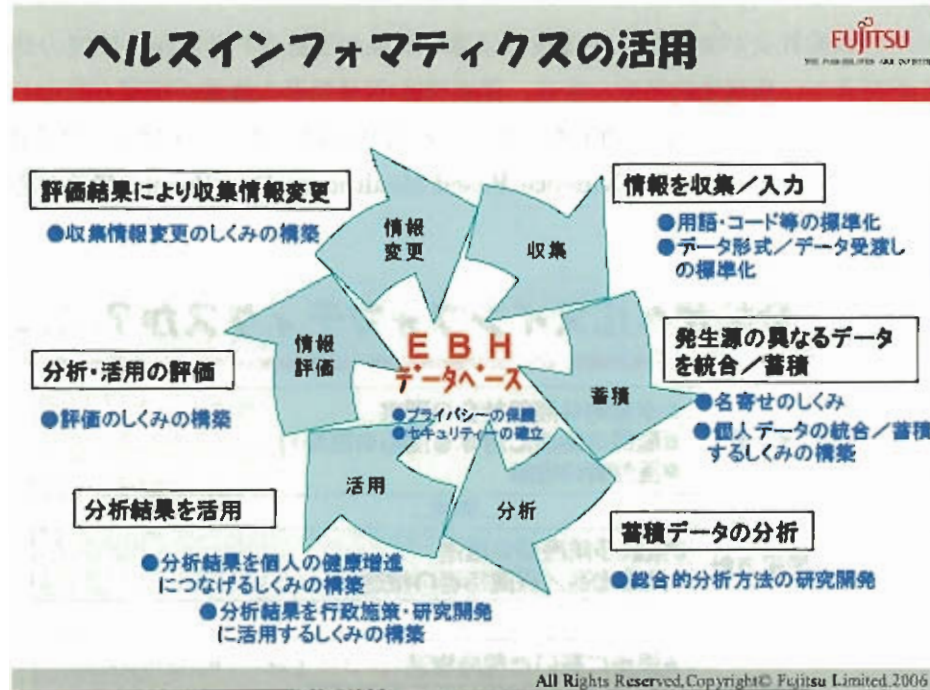 ヘルスインフォマティクスの活用
FUJITSU
THE POSSIBILITIES ARE INFINITE
評価結果により収集情報変更
●収集情報変更のしくみの構築
情報
変更
収集
情報を収集／入力
●用語・コード等の標準化
●データ形式／データ受渡し
の標準化
分析・活用の評価
●評価のしくみの構築
情報
評価
EBH
データベース
●プライバシーの保護
●セキュリティーの確立
蓄積
発生源の異なるデータ
を統合／蓄積
●名寄せのしくみ
●個人データの統合／蓄積
するしくみの構築
分析結果を活用
●分析結果を個人の健康増進
につなげるしくみの構築
●分析結果を行政施策・研究開発
に活用するしくみの構築
活用
分析
蓄積データの分析
●総合的分析方法の研究開発
All Rights Reserved,Copyright© Fujitsu Limited.2006